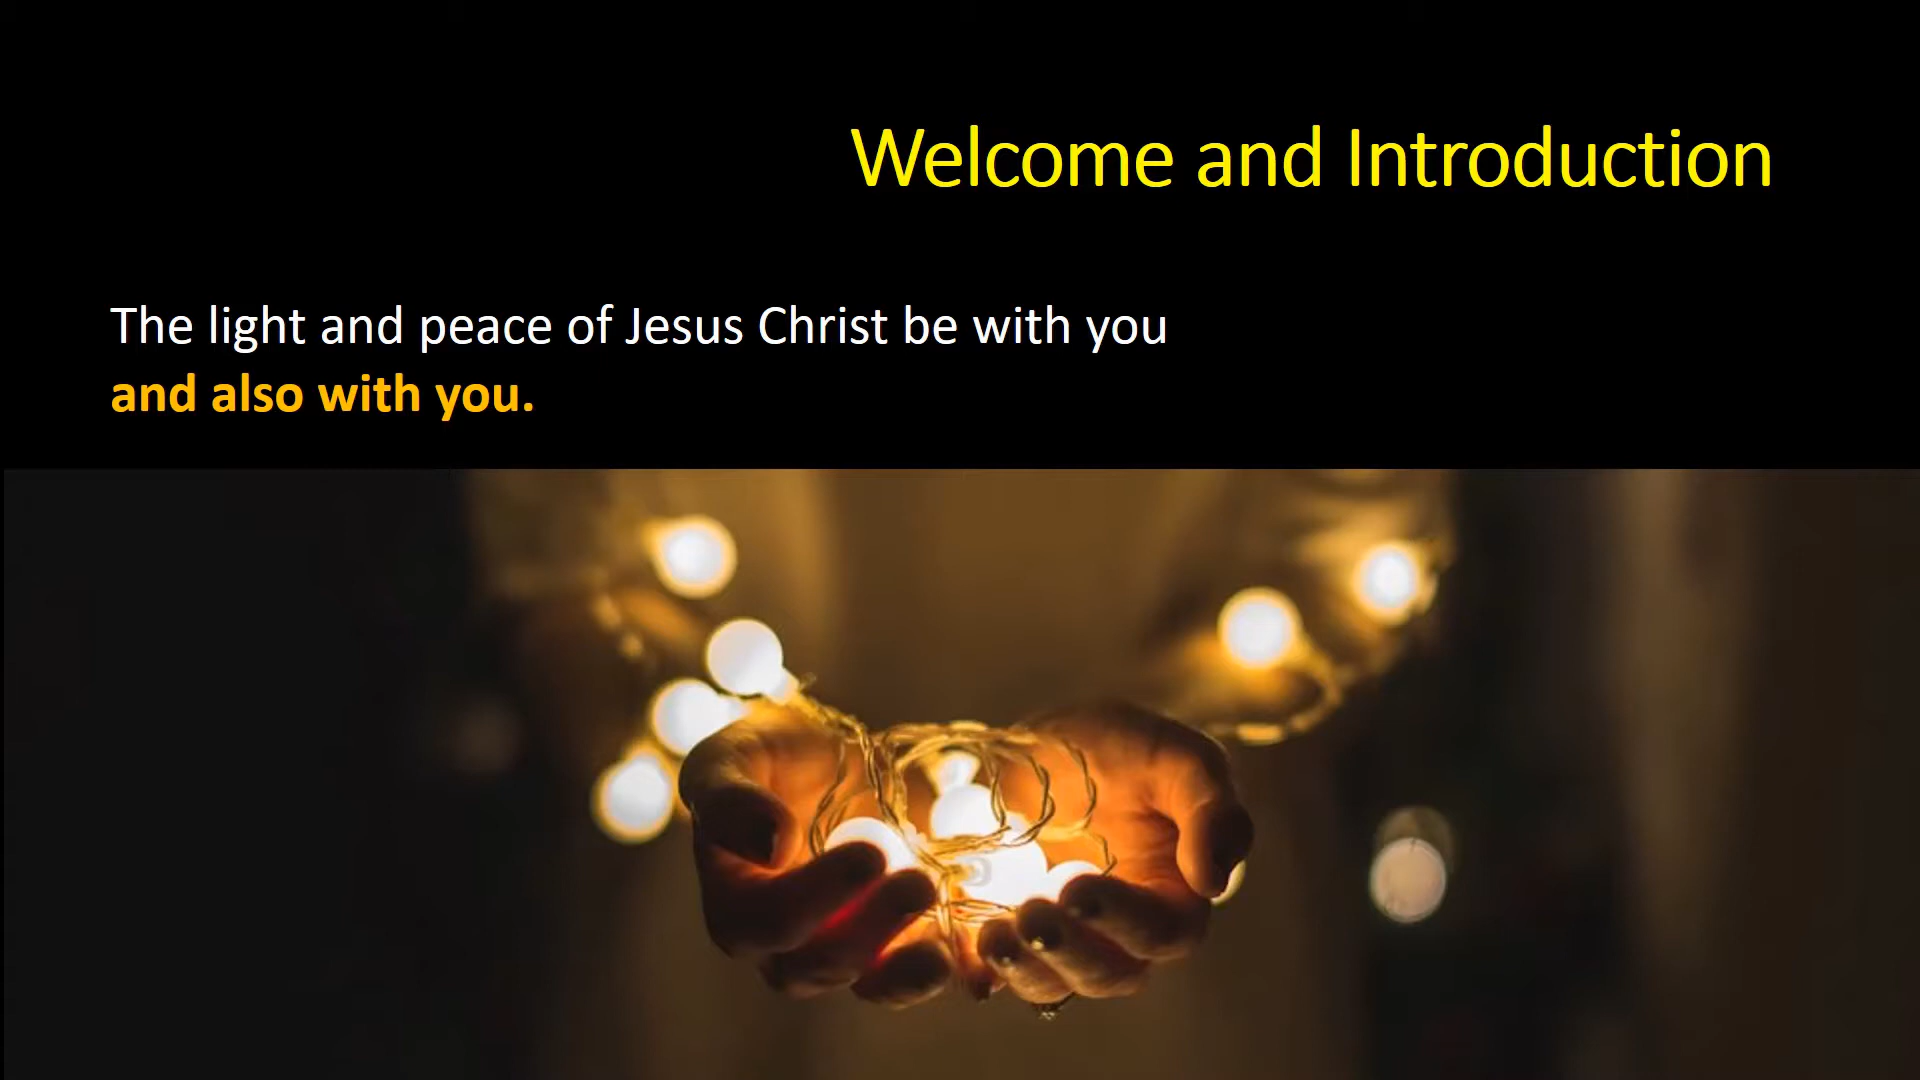 Welcome and Introduction
The light and peace of Jesus Christ be with you
and also with you.